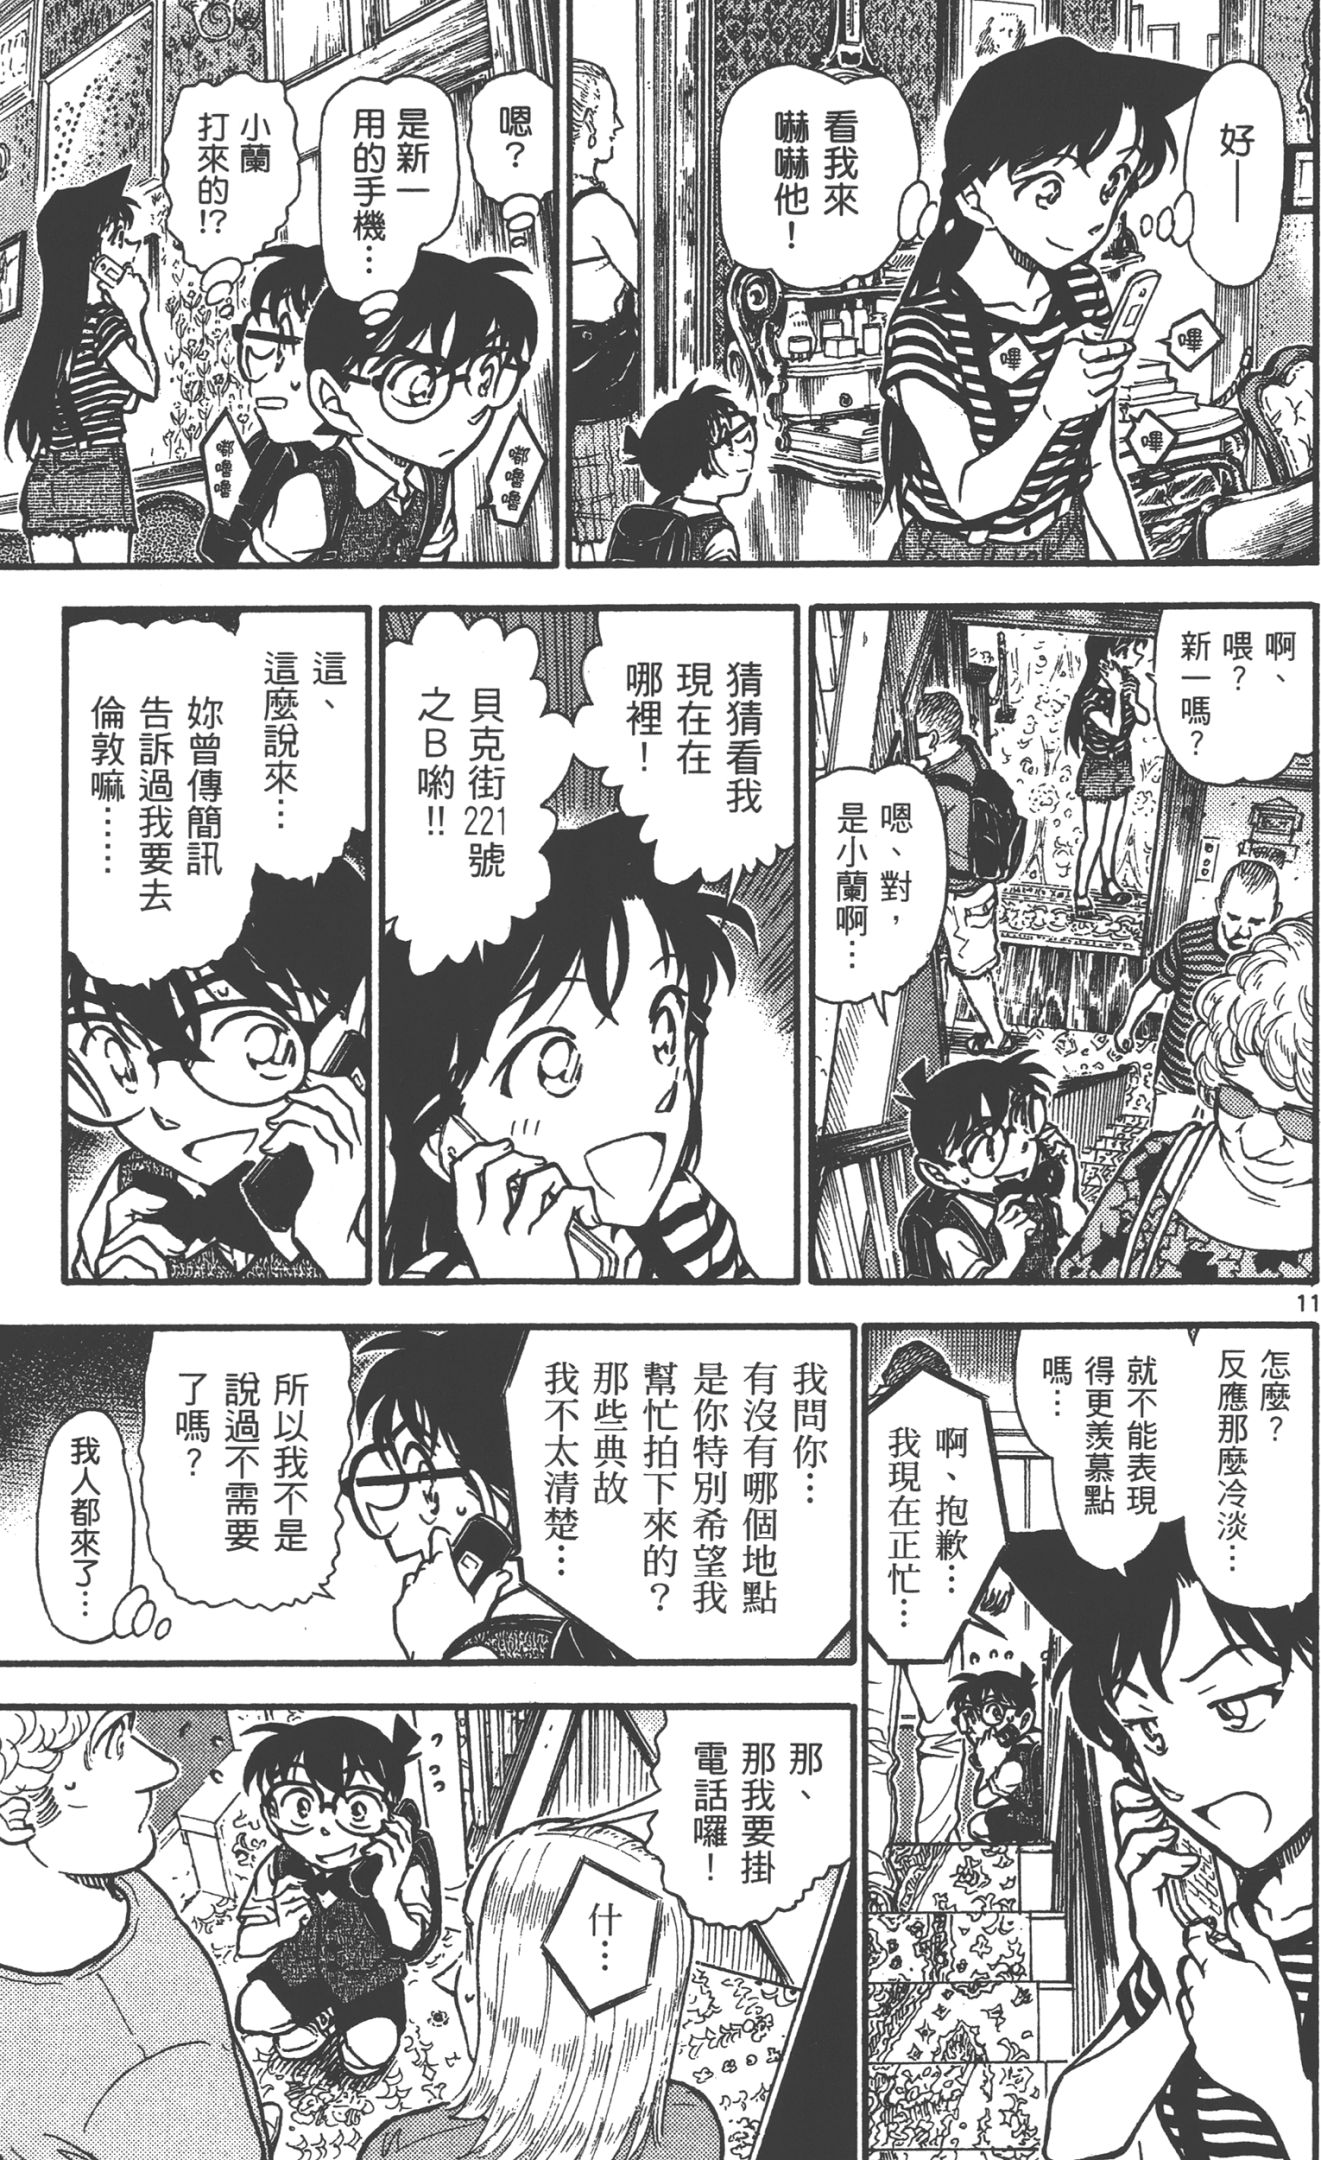 好——
看我來
嚇嚇他！
嗶
嗶
嗶
嗯？
是新一
用的手機…
小蘭
打來的!?
嘟嚕嚕
嘟嚕嚕
啊、
喂？
新一嗎？
嗯、對，
是小蘭啊…
猜猜看我
現在在
哪裡！
貝克街221號
之B喲!!
這、
這麼說來…
妳曾傳簡訊
告訴過我要去
倫敦嘛……
11
怎麼？
反應那麼冷淡…
就不能表現
得更羨慕點
嗎…
啊、抱歉…
我現在正忙…
我問你…
有沒有哪個地點
是你特別希望我
幫忙拍下來的？
那些典故
我不太清楚…
所以我不是
說過不需要
了嗎？
我人都來了…
那、
那我要掛
電話囉！
什…